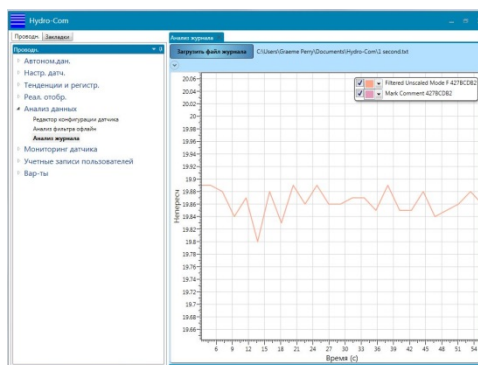 Hydro-Com
Проводн. Закладки
Проводн.
Автоном.дан.
Настр. датч.
Тенденции и регистр.
Реал. отобр.
Анализ данных
Редактор конфигурации датчика
Анализ фильтра офлайн
Анализ журнала
Мониторинг датчика
Учетные записи пользователей
Вар-ты
Анализ журнала
Загрузить файл журнала C:\Users\Graeme Perry\Documents\Hydro-Com\1 second.txt
Filtered Unscaled Mode F 427BCDB2
Mark Comment 427BCDB2
20.06
20.04
20.02
20
19.98
19.96
19.94
19.92
19.9
19.88
19.86
19.84
19.82
19.8
19.78
19.76
19.74
19.72
19.7
19.68
19.66
Непересч
6 9 12 15 18 21 24 27 30 33 36 39 42 45 48 51 54
Время (с)